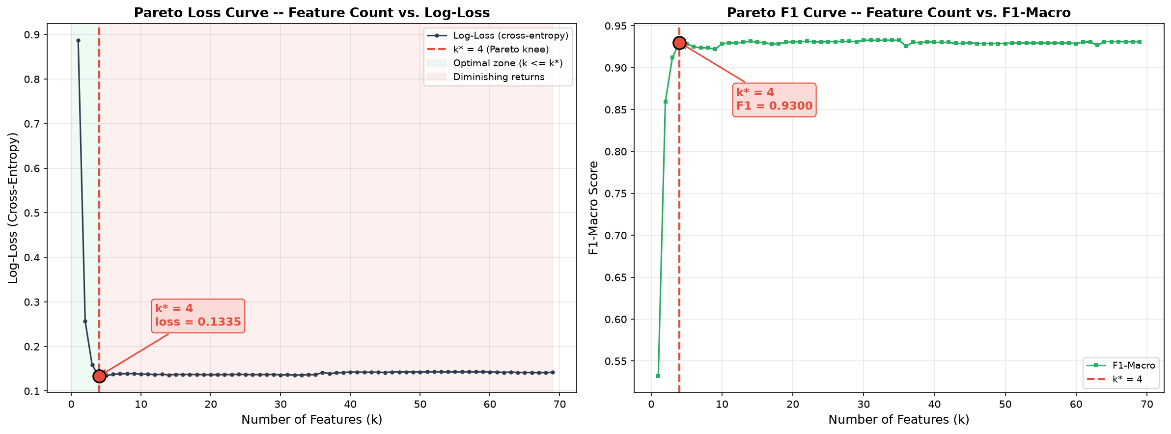 Pareto Loss Curve -- Feature Count vs. Log-Loss
Log-Loss (Cross-Entropy)
0.9
0.8
0.7
0.6
0.5
0.4
0.3
0.2
0.1
Log-Loss (cross-entropy)
k* = 4 (Pareto knee)
Optimal zone (k <= k*)
Diminishing returns
k* = 4
loss = 0.1335
0 10 20 30 40 50 60 70
Number of Features (k)
Pareto F1 Curve -- Feature Count vs. F1-Macro
F1-Macro Score
0.95
0.90
0.85
0.80
0.75
0.70
0.65
0.60
0.55
k* = 4
F1 = 0.9300
F1-Macro
k* = 4
0 10 20 30 40 50 60 70
Number of Features (k)